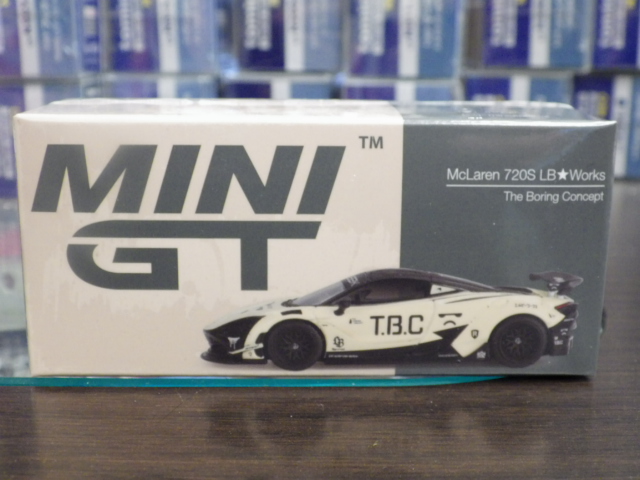 MINI
GT
TM
McLaren 720S LB★Works
The Boring Concept
T.B.C